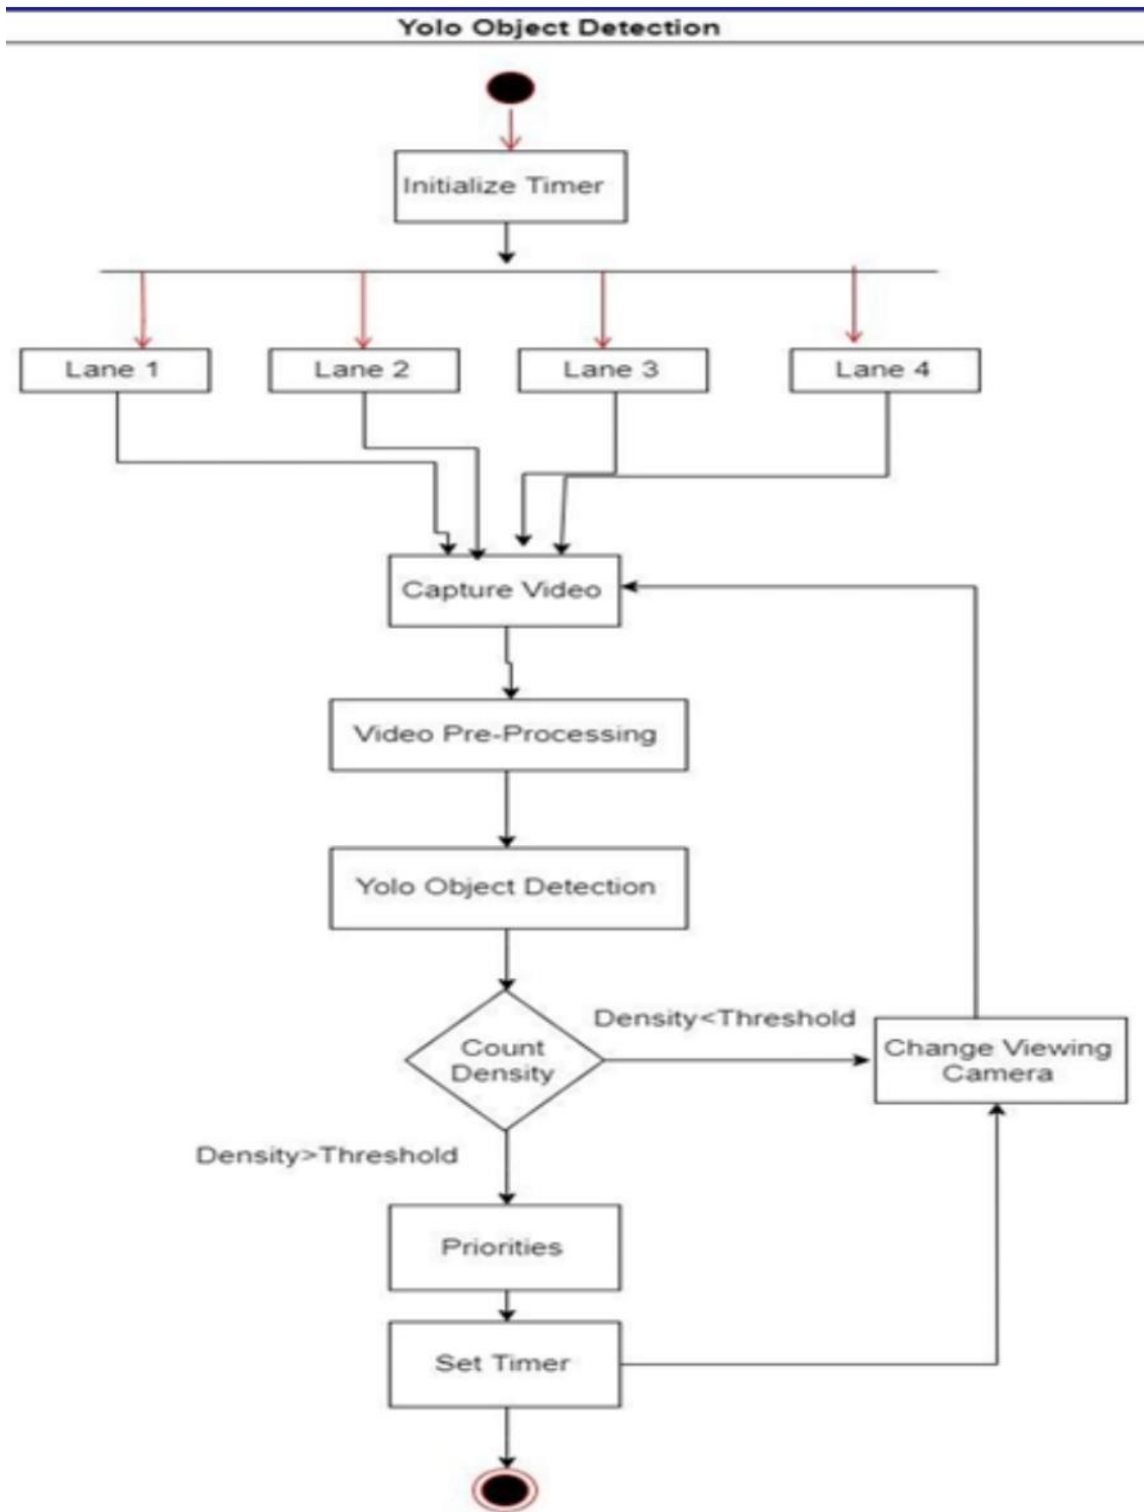 Yolo Object Detection
Initialize Timer
Lane 1
Lane 2
Lane 3
Lane 4
Capture Video
Video Pre-Processing
Yolo Object Detection
Count
Density
Density<Threshold
Change Viewing
Camera
Density>Threshold
Priorities
Set Timer